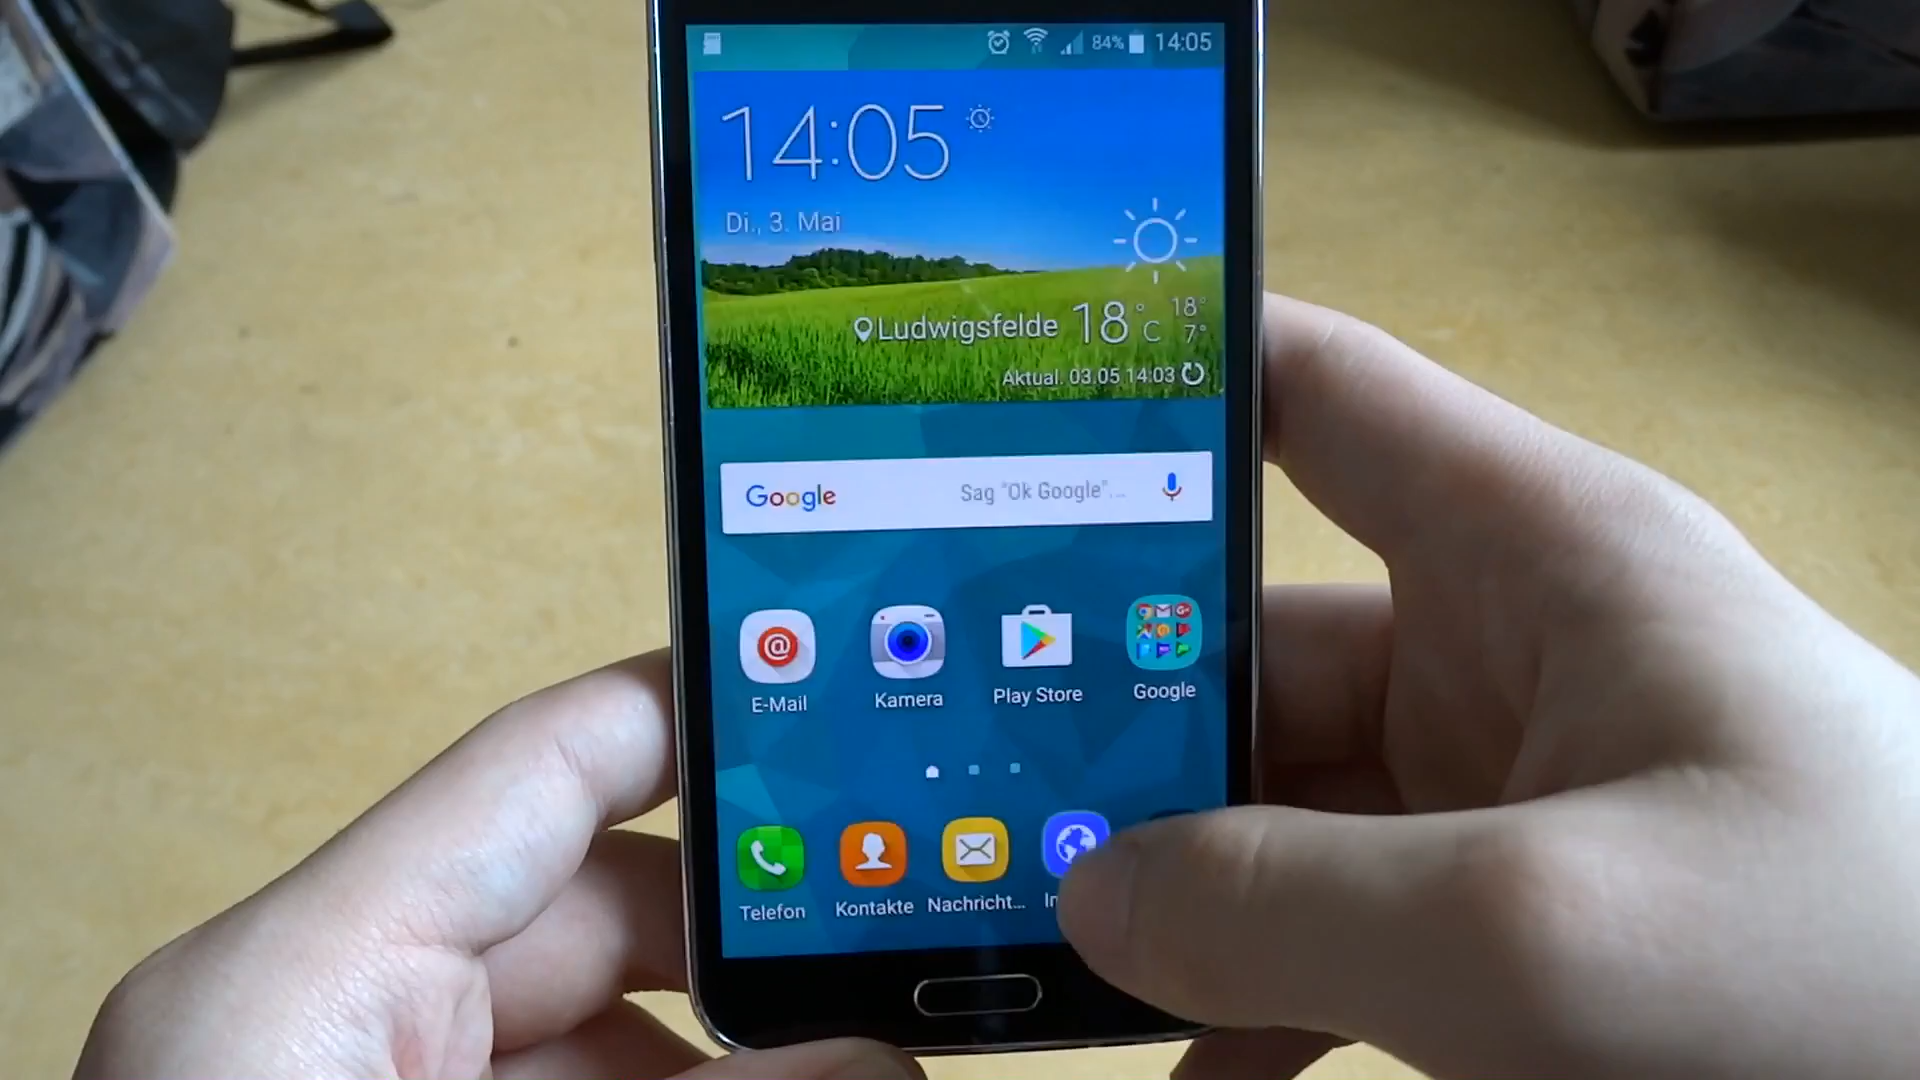 84% 14:05
14:05
Di., 3. Mai
Ludwigsfelde 18°C 18° 7°
Aktual. 03.05 14:03
Google Sag "Ok Google"...
@
E-Mail Kamera Play Store Google
Telefon Kontakte Nachricht...